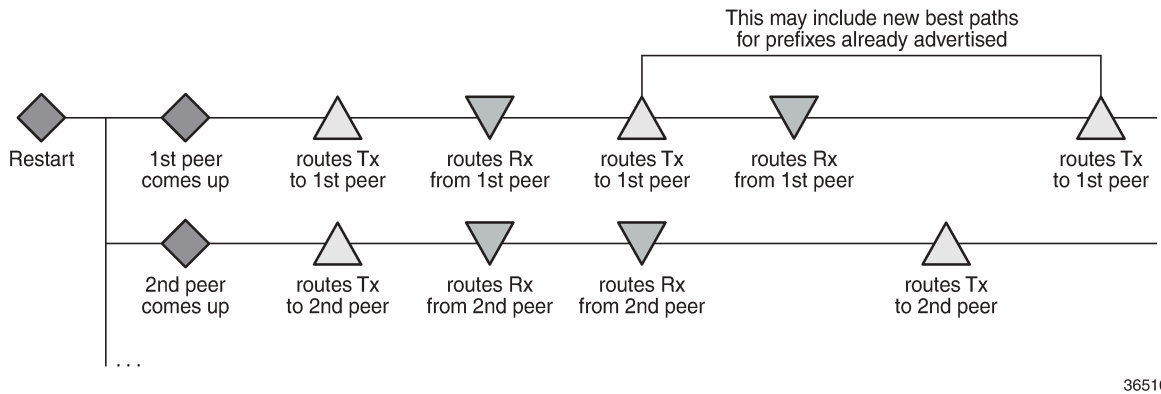 This may include new best paths
for prefixes already advertised
Restart
1st peer
comes up
routes Tx
to 1st peer
routes Rx
from 1st peer
routes Tx
to 1st peer
routes Rx
from 1st peer
routes Tx
to 1st peer
2nd peer
comes up
routes Tx
to 2nd peer
routes Rx
from 2nd peer
routes Rx
from 2nd peer
routes Tx
to 2nd peer
. . .